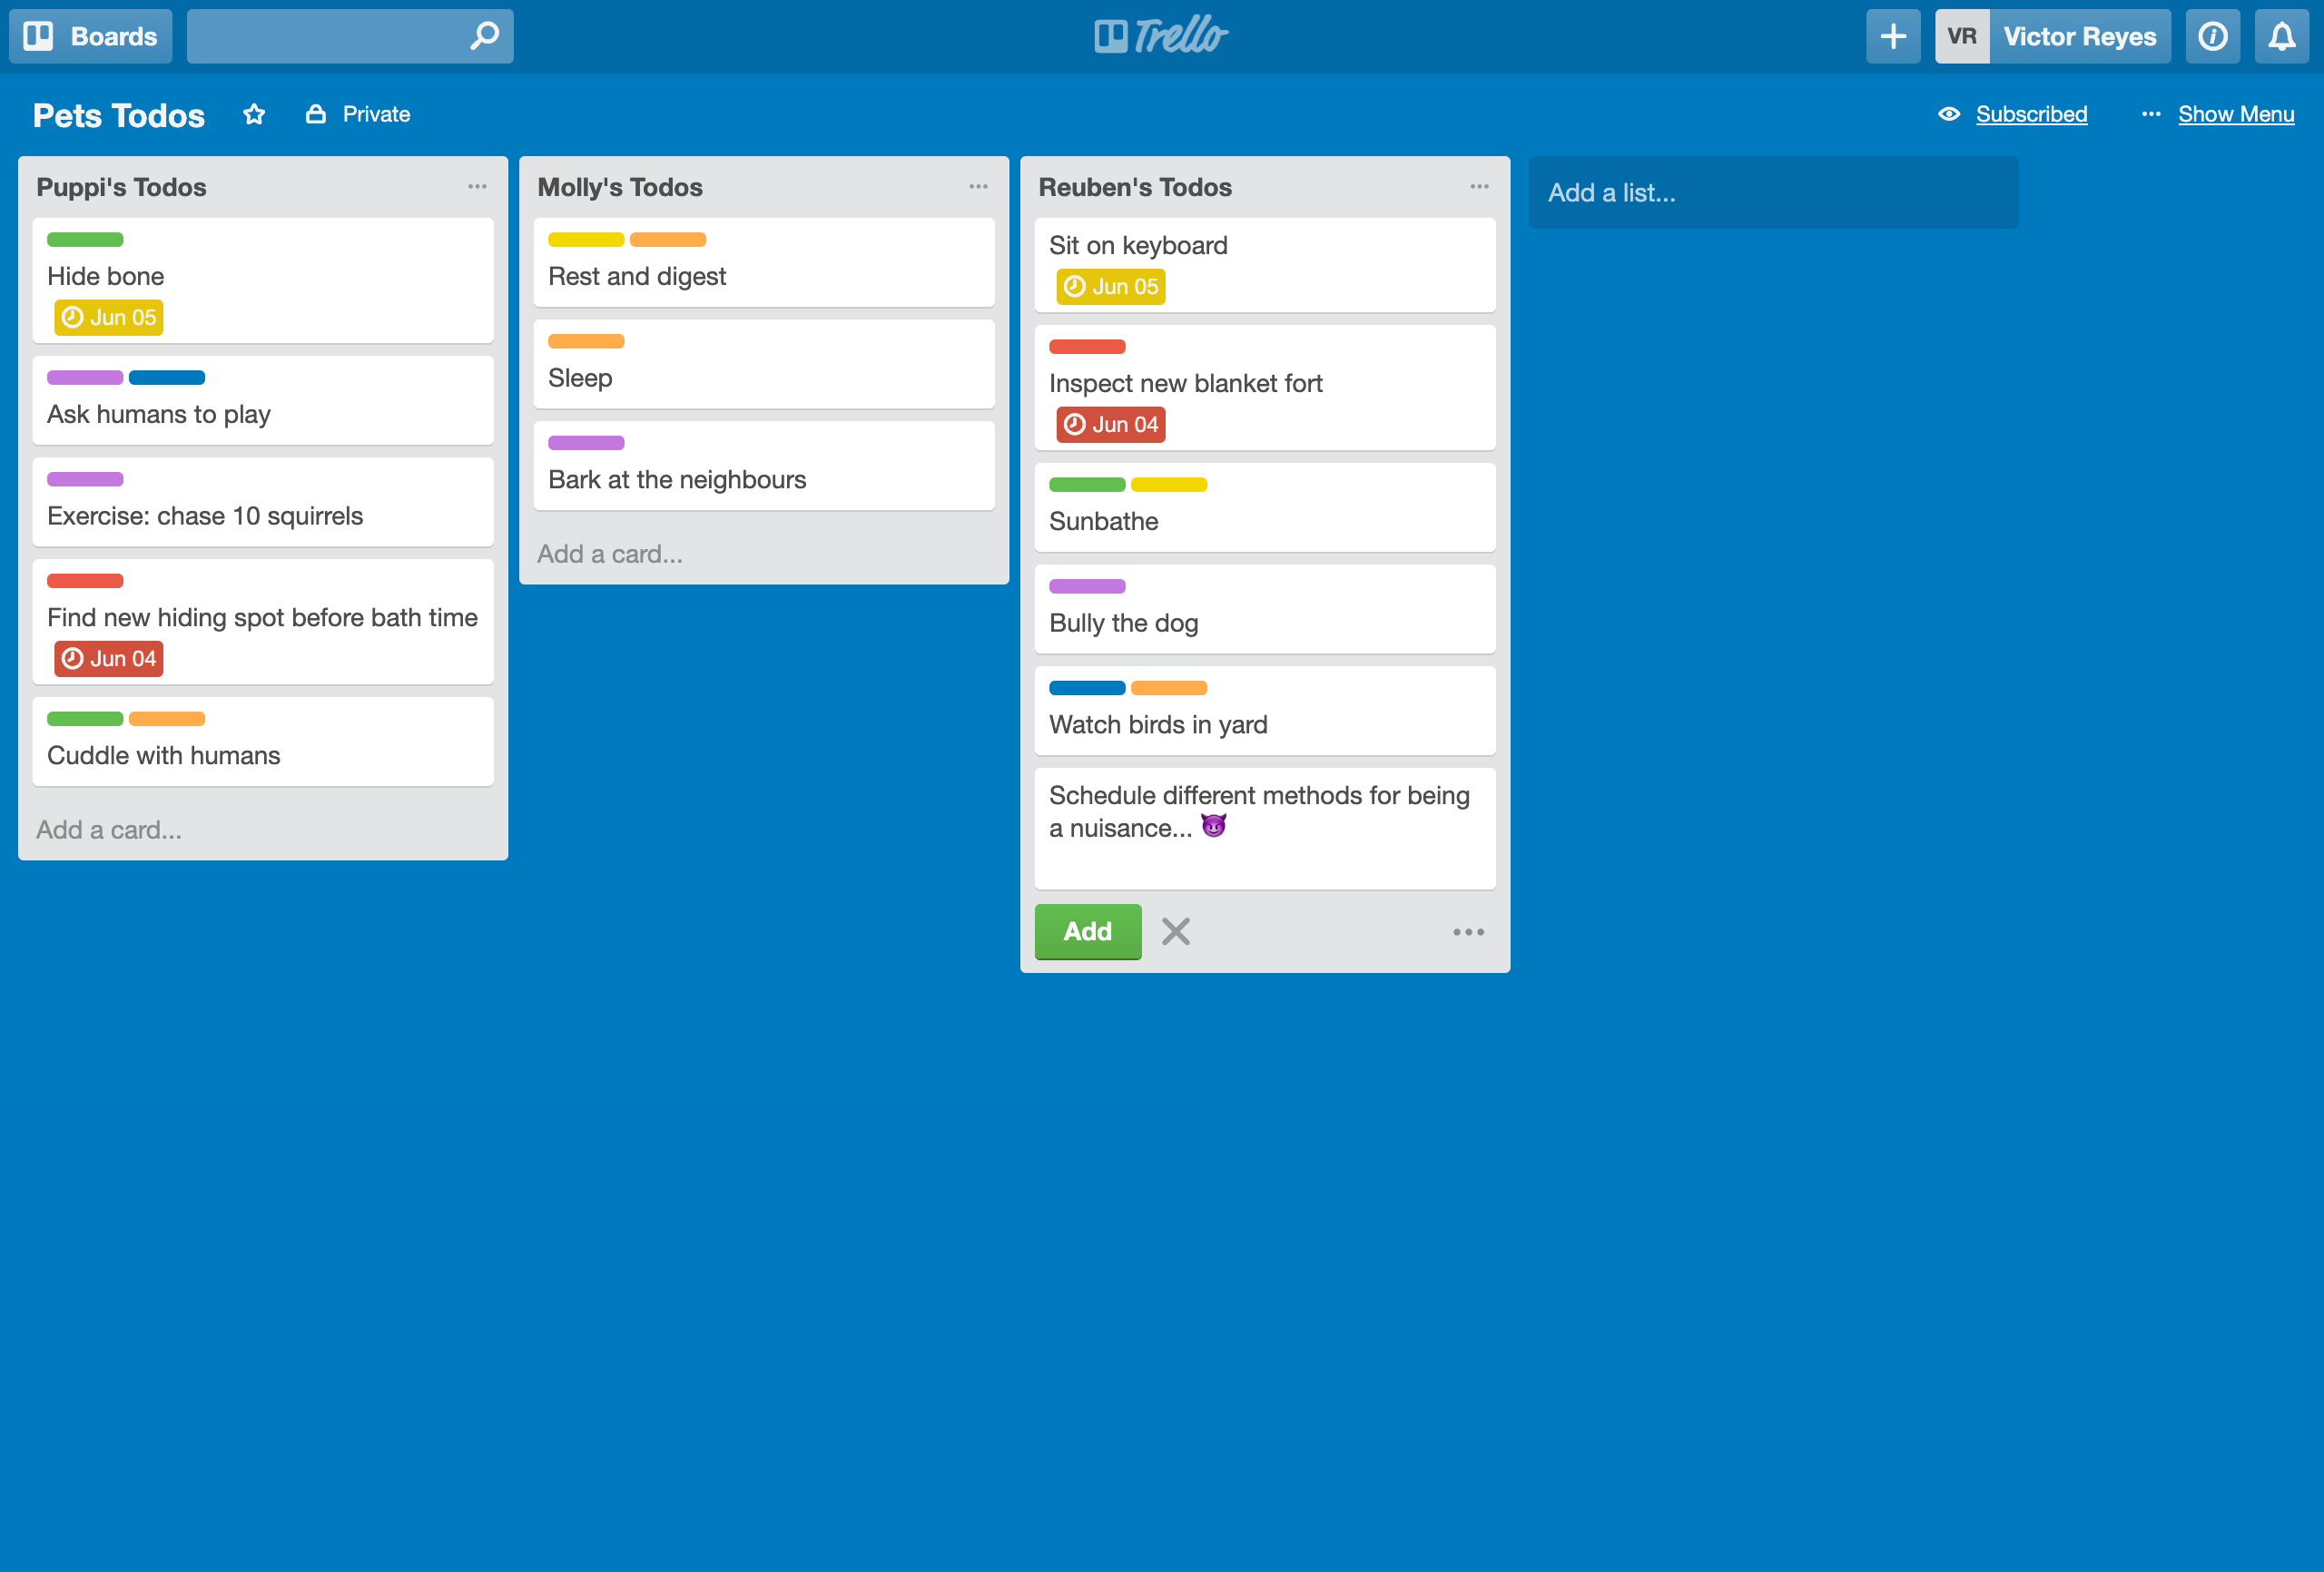 Boards
Trello
VR Victor Reyes
Pets Todos
Private
Subscribed
... Show Menu
Puppi's Todos
Hide bone
Jun 05
Ask humans to play
Exercise: chase 10 squirrels
Find new hiding spot before bath time
Jun 04
Cuddle with humans
Add a card...
Molly's Todos
Rest and digest
Sleep
Bark at the neighbours
Add a card...
Reuben's Todos
Sit on keyboard
Jun 05
Inspect new blanket fort
Jun 04
Sunbathe
Bully the dog
Watch birds in yard
Schedule different methods for being
a nuisance... 😈
Add
Add a list...